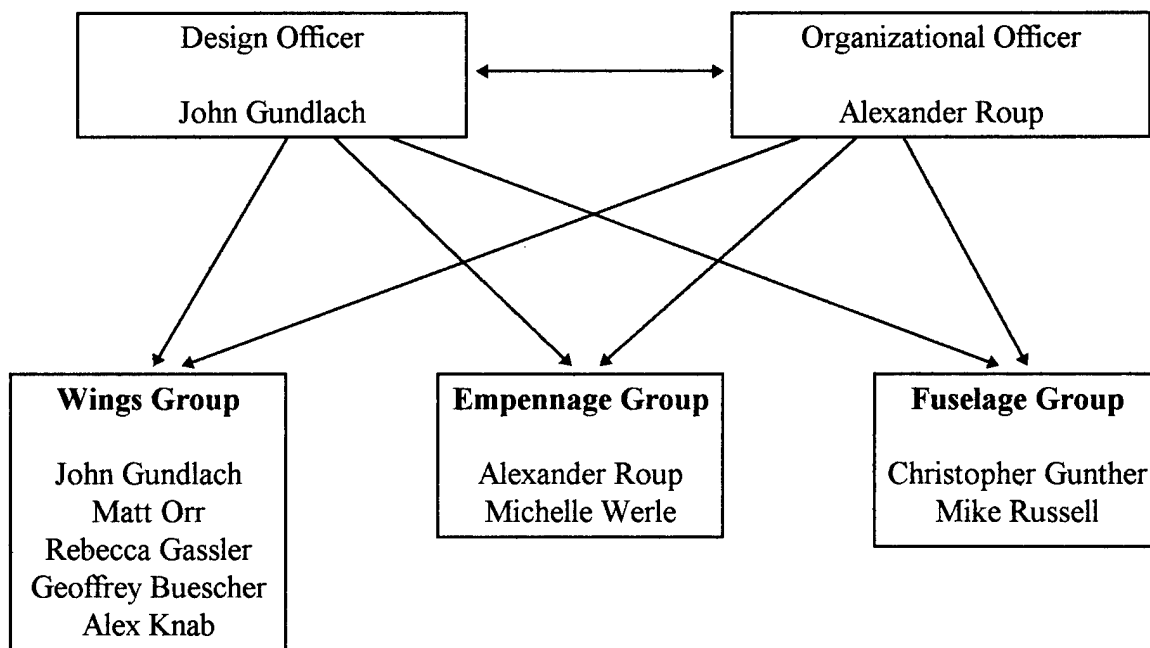 Design Officer
John Gundlach
Organizational Officer
Alexander Roup
Wings Group
John Gundlach
Matt Orr
Rebecca Gassler
Geoffrey Buescher
Alex Knab
Empennage Group
Alexander Roup
Michelle Werle
Fuselage Group
Christopher Gunther
Mike Russell